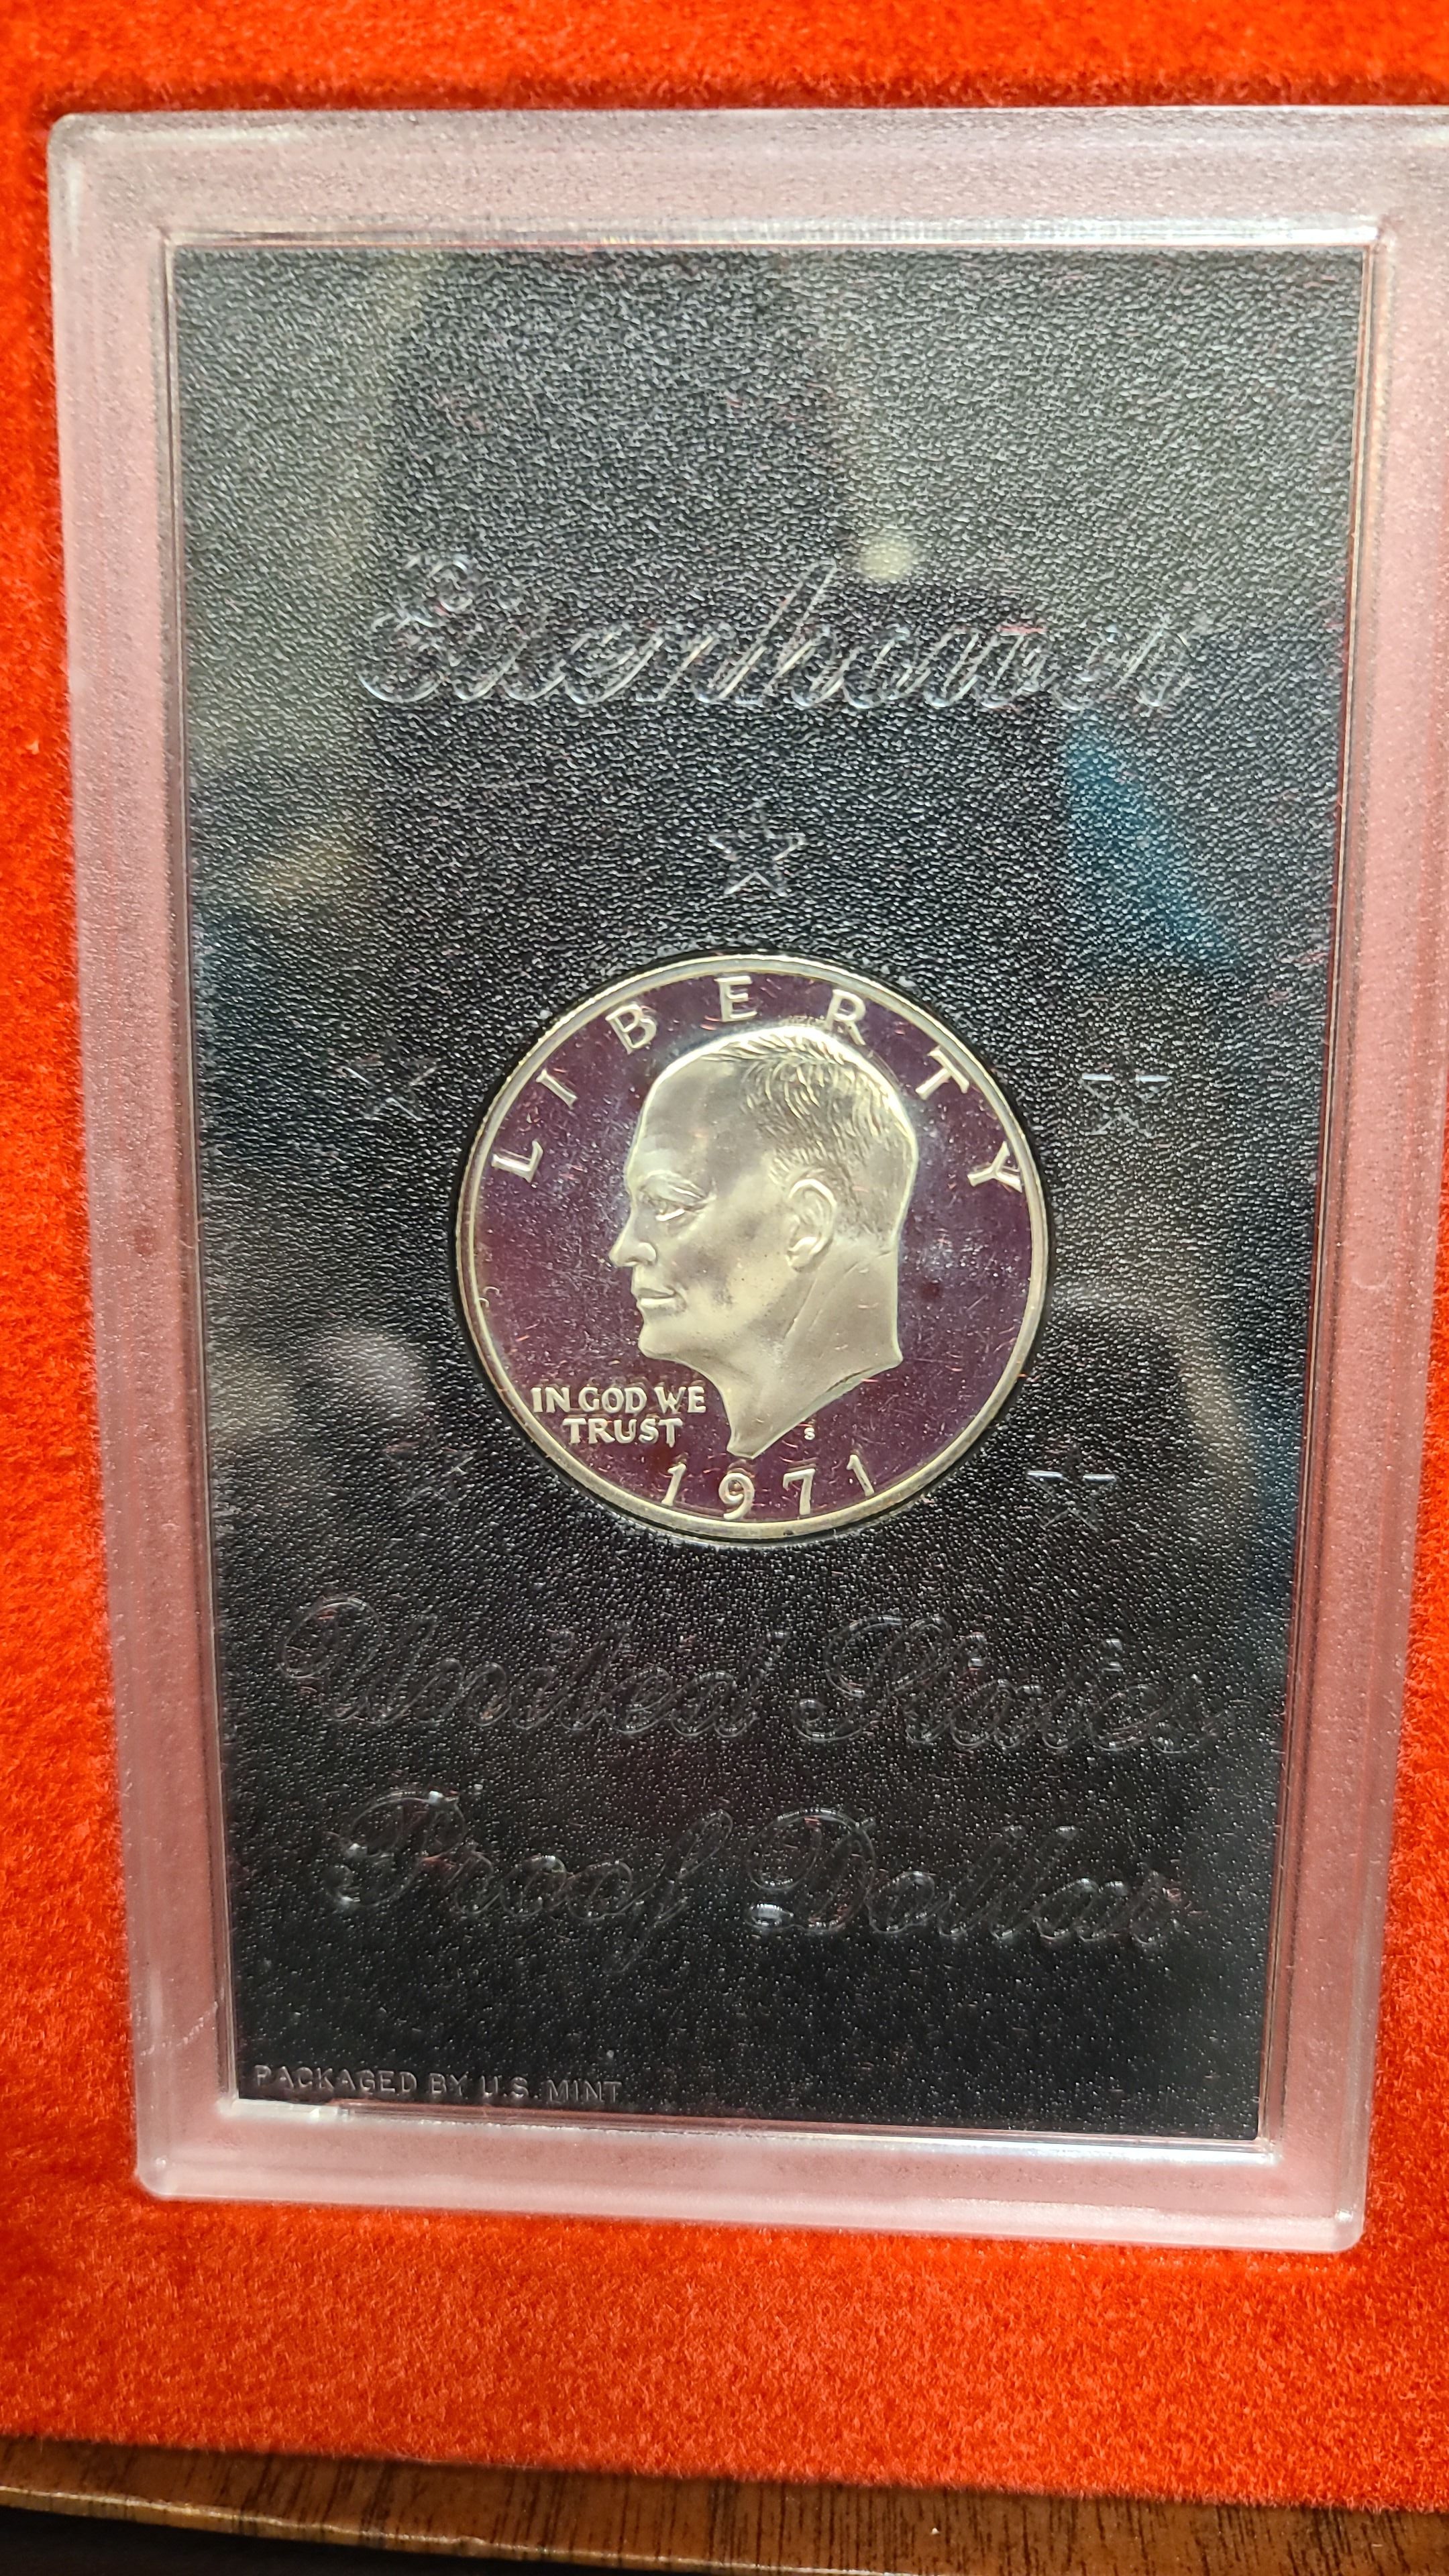 Eisenhower
LIBERTY
IN GOD WE
TRUST
S
1971
United States
Proof Dollar
PACKAGED BY U.S. MINT